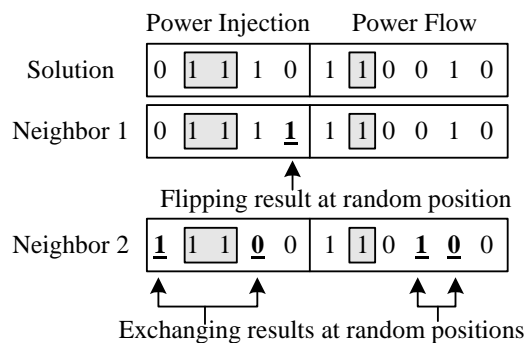 Power Injection Power Flow
Solution 0 1 1 1 0 1 1 0 0 1 0
Neighbor 1 0 1 1 1 1 1 1 0 0 1 0
Flipping result at random position
Neighbor 2 1 1 1 0 0 1 1 0 1 0 0
Exchanging results at random positions